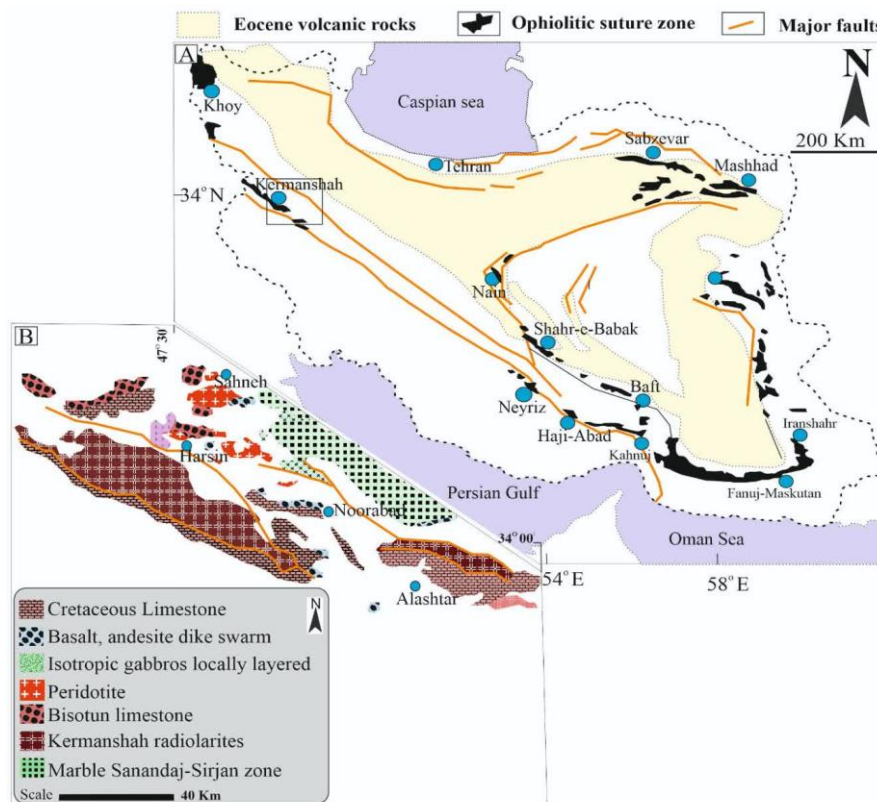 Eocene volcanic rocks
Ophiolitic suture zone
Major faults
A
N
200 Km
Caspian sea
Khoy
Tehran
Sabzevar
Mashhad
34°N
Kermanshah
Nain
Shahr-e-Babak
Baft
Neyriz
Haji-Abad
Kahnuj
Iranshahr
Fanuj-Maskutan
Persian Gulf
Oman Sea
54°E
58°E
B
47°30
Sahneh
Harsin
Noorabad
34°00
Alashtar
N
Cretaceous Limestone
Basalt, andesite dike swarm
Isotropic gabbros locally layered
Peridotite
Bisotun limestone
Kermanshah radiolarites
Marble Sanandaj-Sirjan zone
Scale 40 Km